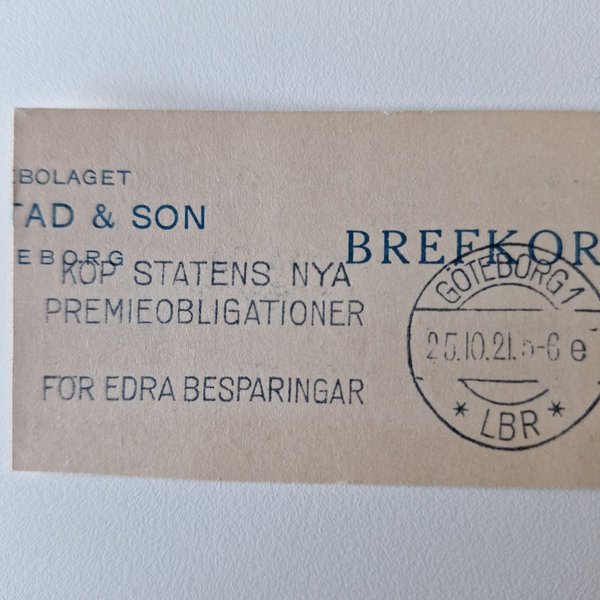 EBOLAGET
TAD & SON
EBORG
BREFKOR
KÖP STATENS NYA
PREMIEOBLIGATIONER
FÖR EDRA BESPARINGAR
GÖTEBORG 1
25.10.21.5-6 e
* LBR *